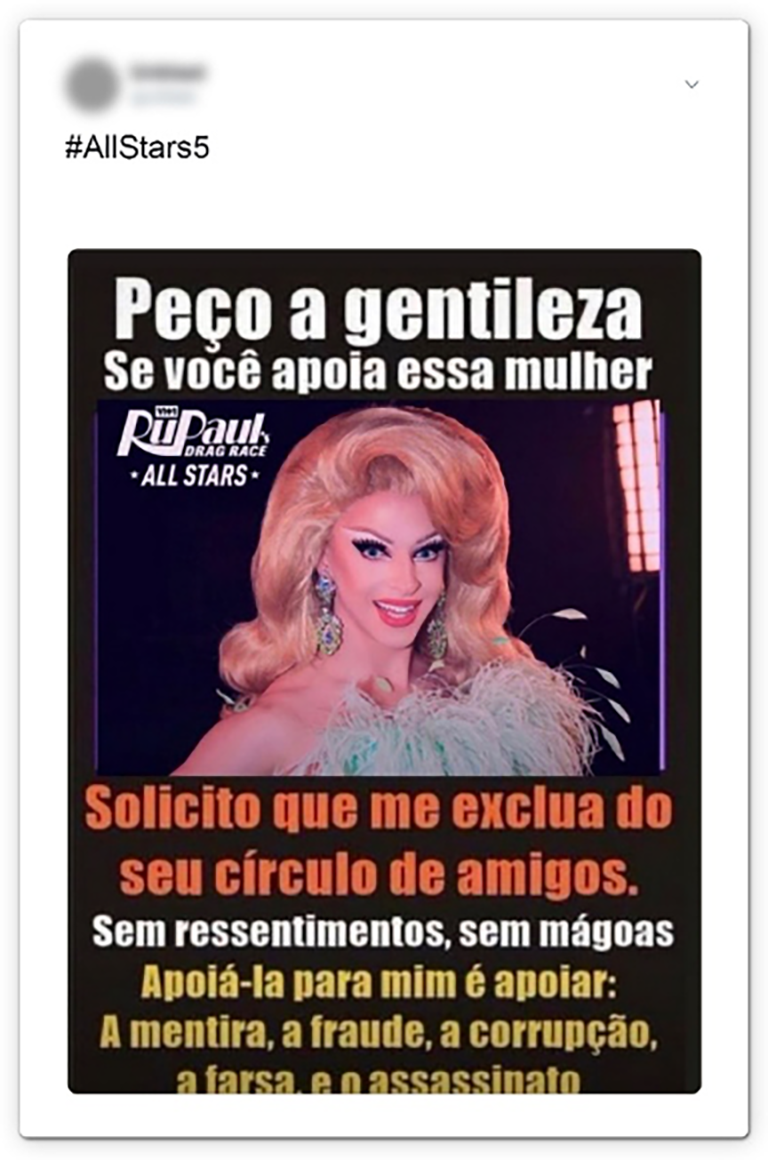 #AllStars5
Peço a gentileza
Se você apoia essa mulher
VH1
RuPaul's
DRAG RACE
★ ALL STARS ★
Solicito que me exclua do
seu círculo de amigos.
Sem ressentimentos, sem mágoas
Apoiá-la para mim é apoiar:
A mentira, a fraude, a corrupção,
a farsa, e o assassinato